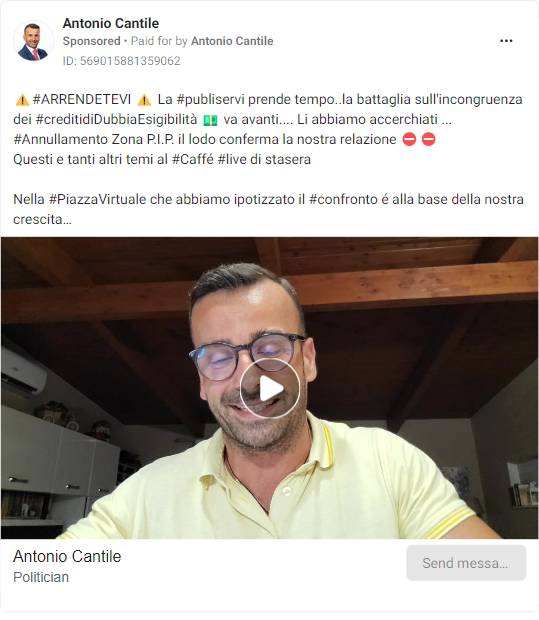 Antonio Cantile
Sponsored • Paid for by Antonio Cantile
ID: 569015881359062
⚠️#ARRENDETEVI ⚠️ La #publiservi prende tempo..la battaglia sull'incongruenza
dei #creditidiDubbiaEsigibilità 💵 va avanti.... Li abbiamo accerchiati ...
#Annullamento Zona P.I.P. il lodo conferma la nostra relazione ⛔⛔
Questi e tanti altri temi al #Caffé #live di stasera
Nella #PiazzaVirtuale che abbiamo ipotizzato il #confronto é alla base della nostra
crescita...
Antonio Cantile
Politician
Send messa...